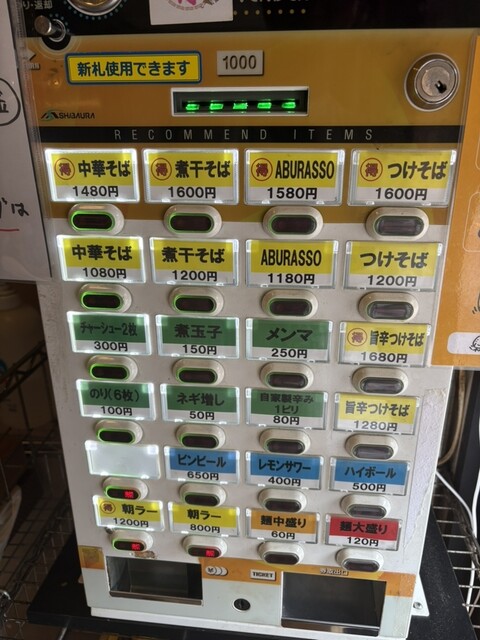 り・返却
新札使用できます
1000
SHIBAURA
RECOMMEND ITEMS
得 中華そば
1480円
得 煮干そば
1600円
得 ABURASSO
1580円
得 つけそば
1600円
中華そば
1080円
煮干そば
1200円
ABURASSO
1180円
つけそば
1200円
チャーシュー2枚
300円
煮玉子
150円
メンマ
250円
得 旨辛つけそば
1680円
のり(6枚)
100円
ネギ増し
50円
自家製辛み
1ピリ
80円
旨辛つけそば
1280円
ビンビール
650円
レモンサワー
400円
ハイボール
500円
得 朝ラー
1200円
朝ラー
800円
麺中盛り
60円
麺大盛り
120円
TICKET